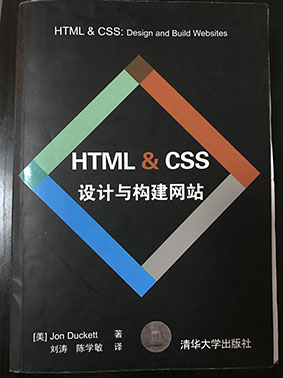 HTML & CSS: Design and Build Websites
HTML & CSS
设计与构建网站
[美] Jon Duckett 著
刘涛 陈学敏 译
清华大学出版社